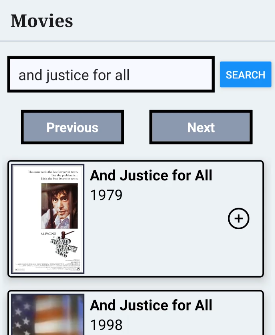 Movies
and justice for all
SEARCH
Previous
Next
And Justice for All
1979
And Justice for All
1998